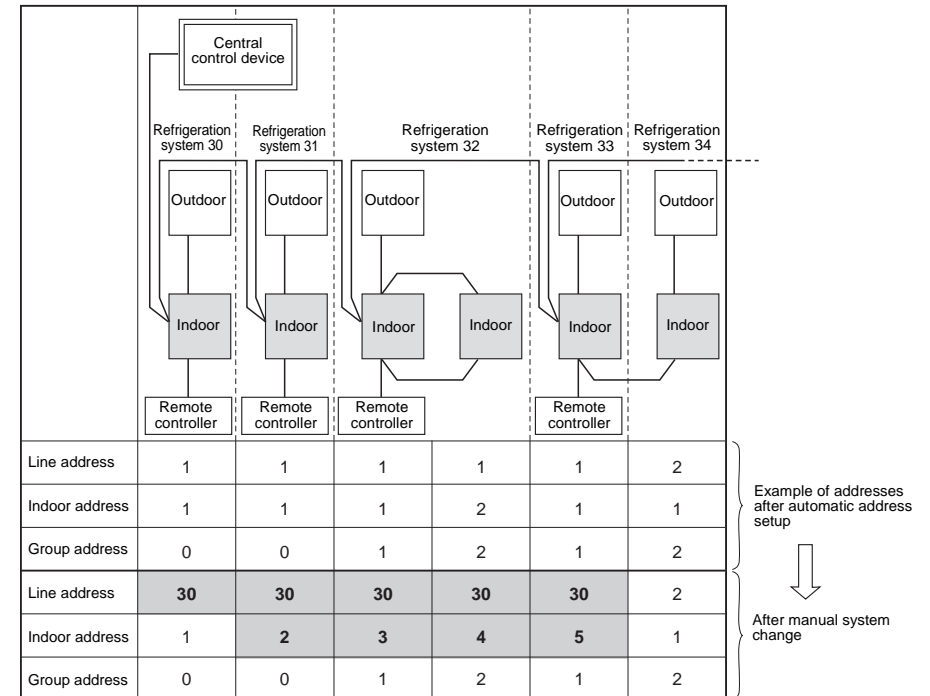 Central
control device
Refrigeration
system 30
Refrigeration
system 31
Refrigeration
system 32
Refrigeration
system 33
Refrigeration
system 34
Outdoor
Outdoor
Outdoor
Outdoor
Outdoor
Indoor
Indoor
Indoor
Indoor
Indoor
Indoor
Remote
controller
Remote
controller
Remote
controller
Remote
controller
Line address 1 1 1 1 1 2
Indoor address 1 1 1 2 1 1
Group address 0 0 1 2 1 2
Example of addresses
after automatic address
setup
Line address 30 30 30 30 30 2
Indoor address 1 2 3 4 5 1
Group address 0 0 1 2 1 2
After manual system
change